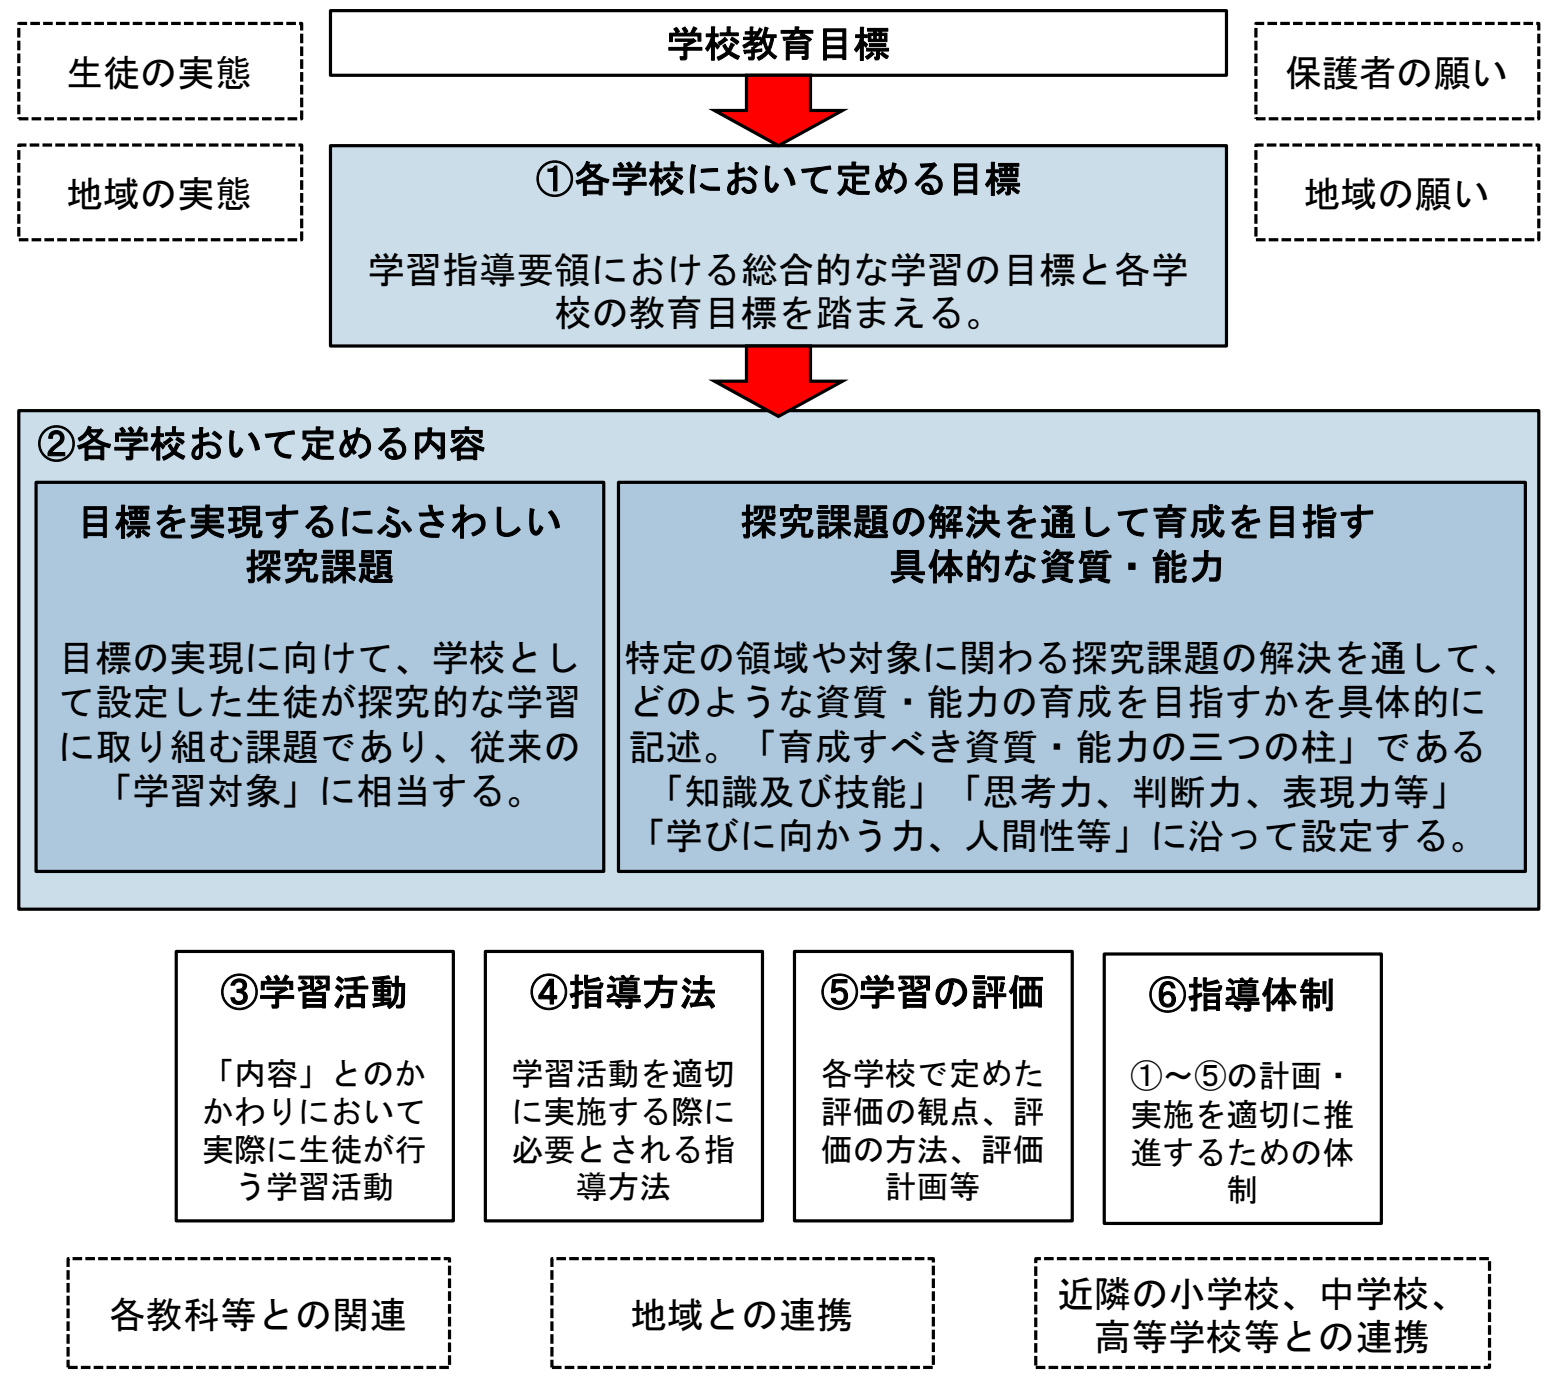 学校教育目標
生徒の実態
保護者の願い
地域の実態
地域の願い
①各学校において定める目標
学習指導要領における総合的な学習の目標と各学
校の教育目標を踏まえる。
②各学校おいて定める内容
目標を実現するにふさわしい
探究課題
目標の実現に向けて、学校とし
て設定した生徒が探究的な学習
に取り組む課題であり、従来の
「学習対象」に相当する。
探究課題の解決を通して育成を目指す
具体的な資質・能力
特定の領域や対象に関わる探究課題の解決を通して、
どのような資質・能力の育成を目指すかを具体的に
記述。「育成すべき資質・能力の三つの柱」である
「知識及び技能」「思考力、判断力、表現力等」
「学びに向かう力、人間性等」に沿って設定する。
③学習活動
「内容」とのか
かわりにおいて
実際に生徒が行
う学習活動
④指導方法
学習活動を適切
に実施する際に
必要とされる指
導方法
⑤学習の評価
各学校で定めた
評価の観点、評
価の方法、評価
計画等
⑥指導体制
①～⑤の計画・
実施を適切に推
進するための体
制
各教科等との関連
地域との連携
近隣の小学校、中学校、
高等学校等との連携